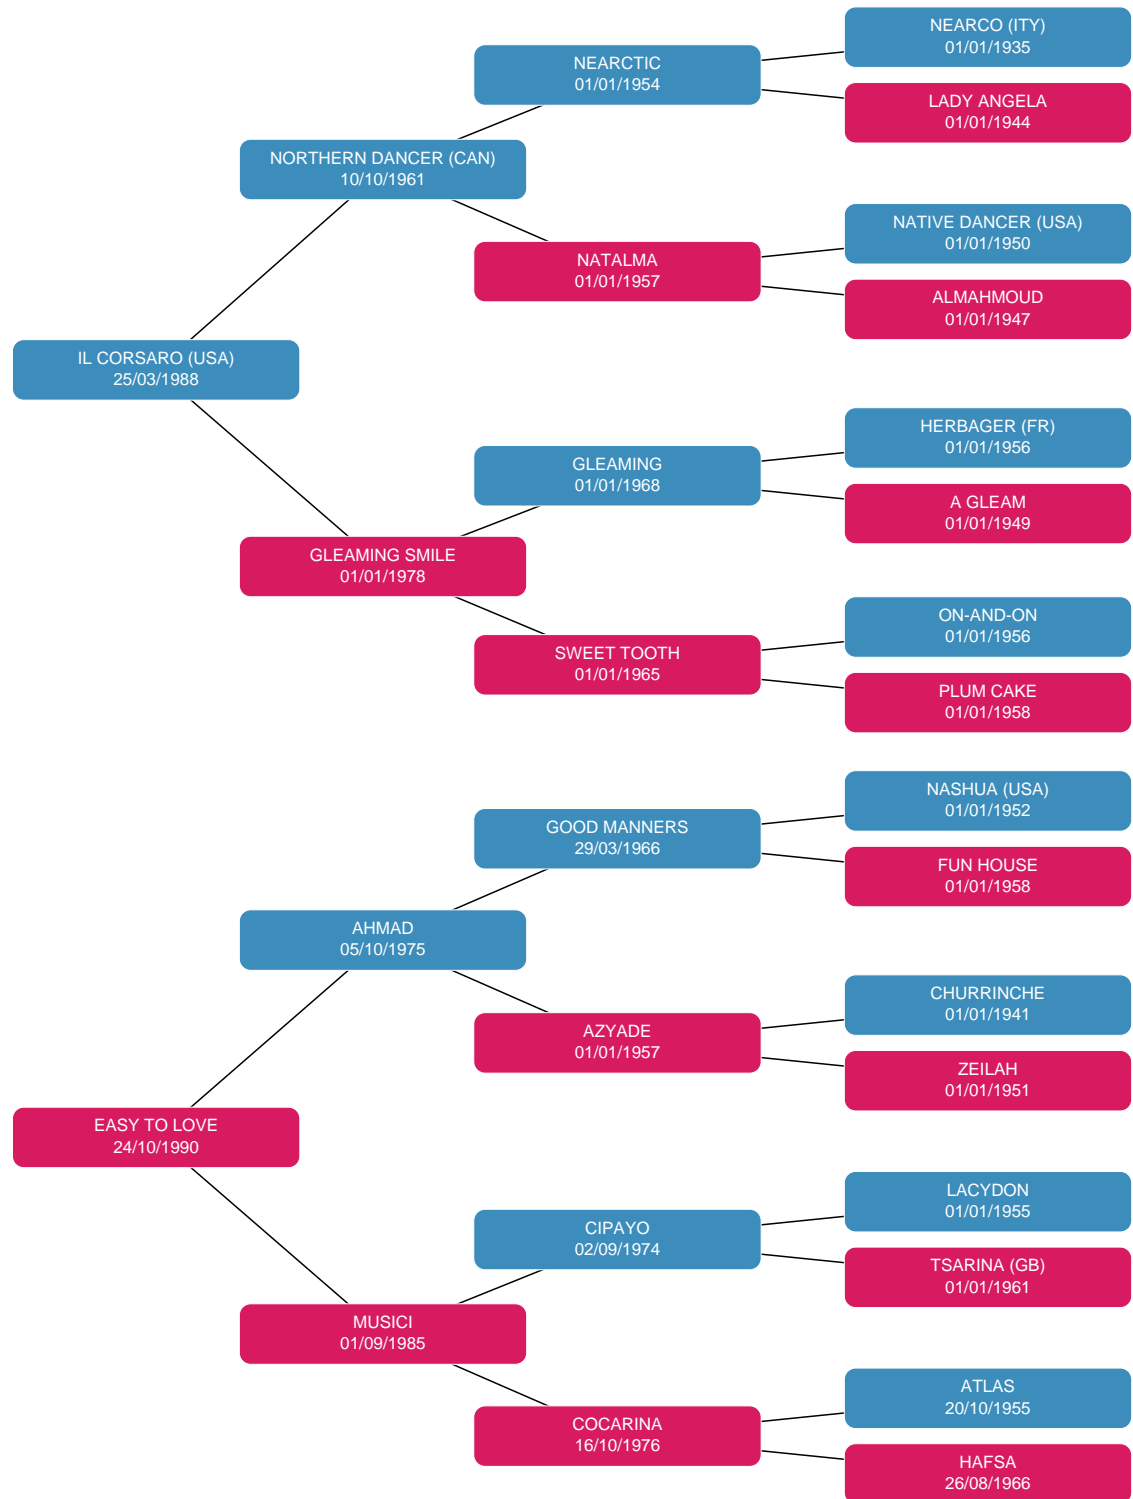 NEARCO (ITY)
01/01/1935
NEARCTIC
01/01/1954
LADY ANGELA
01/01/1944
NORTHERN DANCER (CAN)
10/10/1961
NATIVE DANCER (USA)
01/01/1950
NATALMA
01/01/1957
ALMAHMOUD
01/01/1947
IL CORSARO (USA)
25/03/1988
HERBAGER (FR)
01/01/1956
GLEAMING
01/01/1968
A GLEAM
01/01/1949
GLEAMING SMILE
01/01/1978
ON-AND-ON
01/01/1956
SWEET TOOTH
01/01/1965
PLUM CAKE
01/01/1958
NASHUA (USA)
01/01/1952
GOOD MANNERS
29/03/1966
FUN HOUSE
01/01/1958
AHMAD
05/10/1975
CHURRINCHE
01/01/1941
AZYADE
01/01/1957
ZEILAH
01/01/1951
EASY TO LOVE
24/10/1990
LACYDON
01/01/1955
CIPAYO
02/09/1974
TSARINA (GB)
01/01/1961
MUSICI
01/09/1985
ATLAS
20/10/1955
COCARINA
16/10/1976
HAFSA
26/08/1966